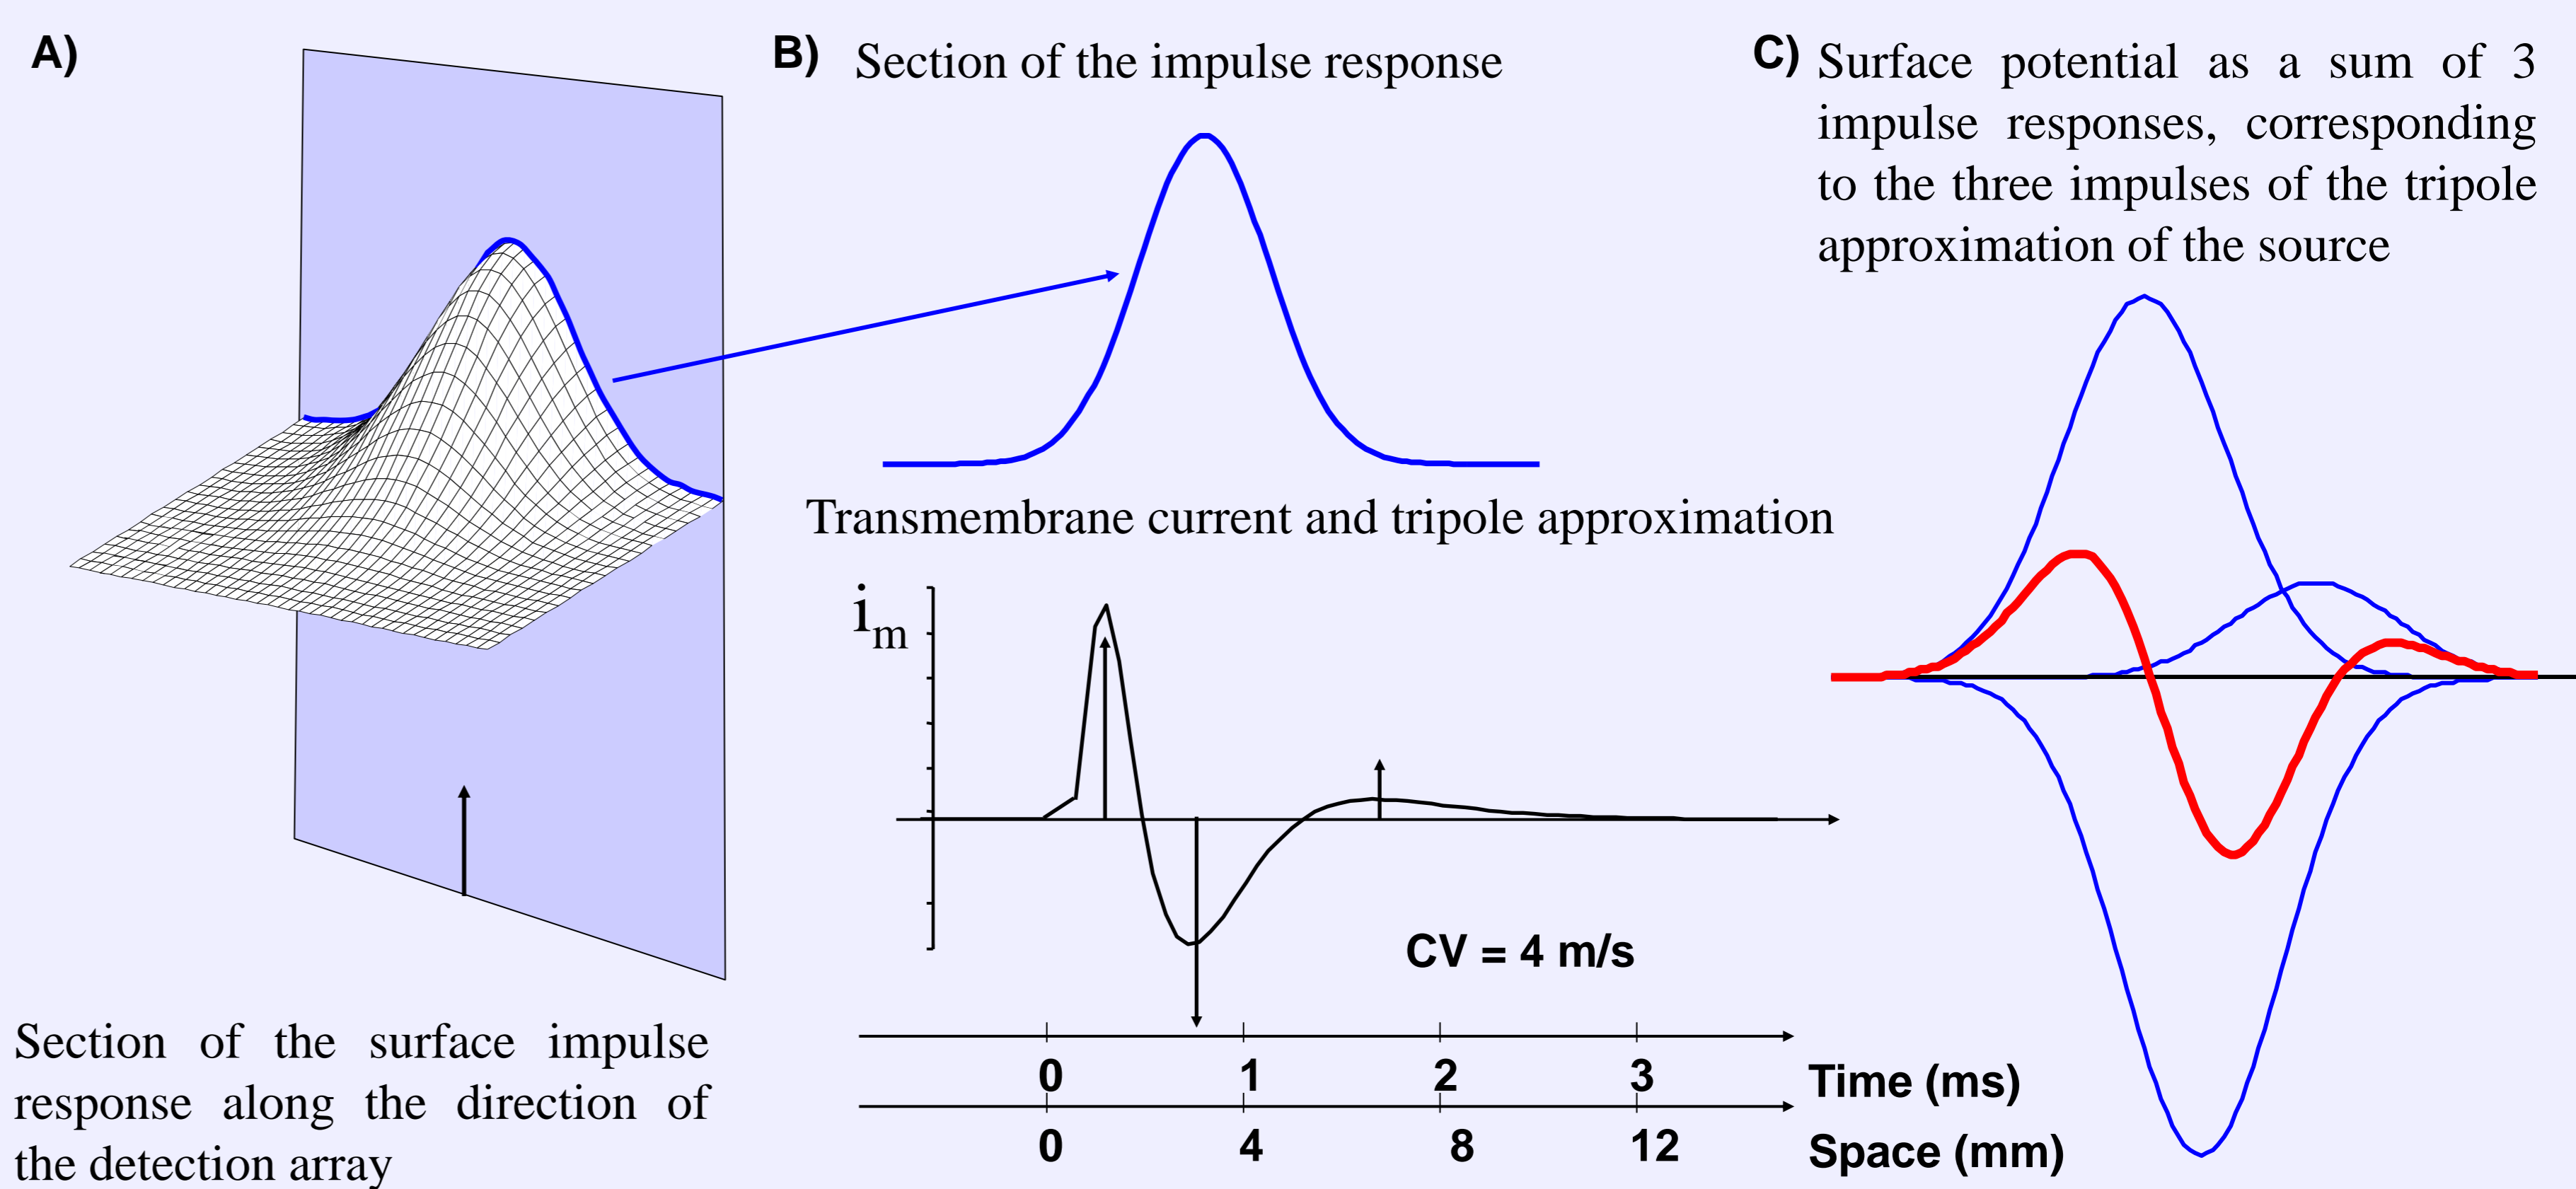 A)
Section of the surface impulse
response along the direction of
the detection array
B) Section of the impulse response
Transmembrane current and tripole approximation
im
CV = 4 m/s
0 1 2 3 Time (ms)
0 4 8 12 Space (mm)
C) Surface potential as a sum of 3
impulse responses, corresponding
to the three impulses of the tripole
approximation of the source